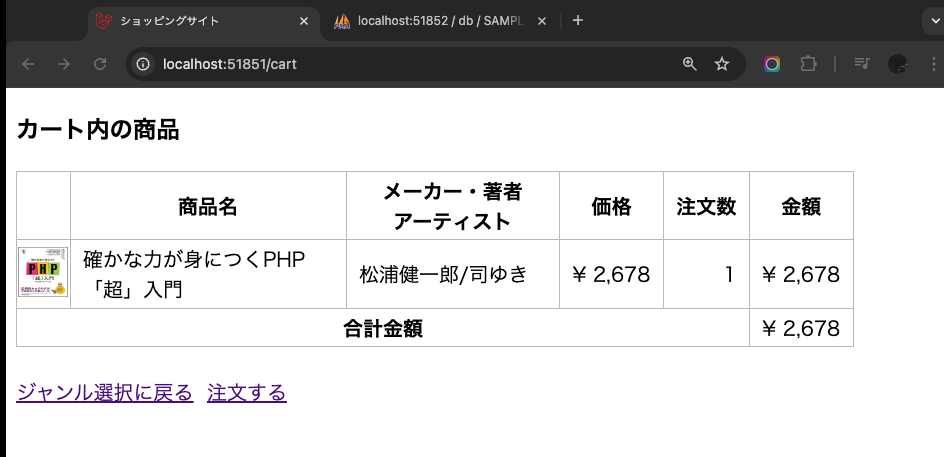 ショッピングサイト
localhost:51852 / db / SAMPL
localhost:51851/cart
カート内の商品
商品名
メーカー・著者
アーティスト
価格
注文数
金額
PHP
確かな力が身につくPHP
「超」入門
松浦健一郎/司ゆき
¥ 2,678
1
¥ 2,678
合計金額
¥ 2,678
ジャンル選択に戻る 注文する